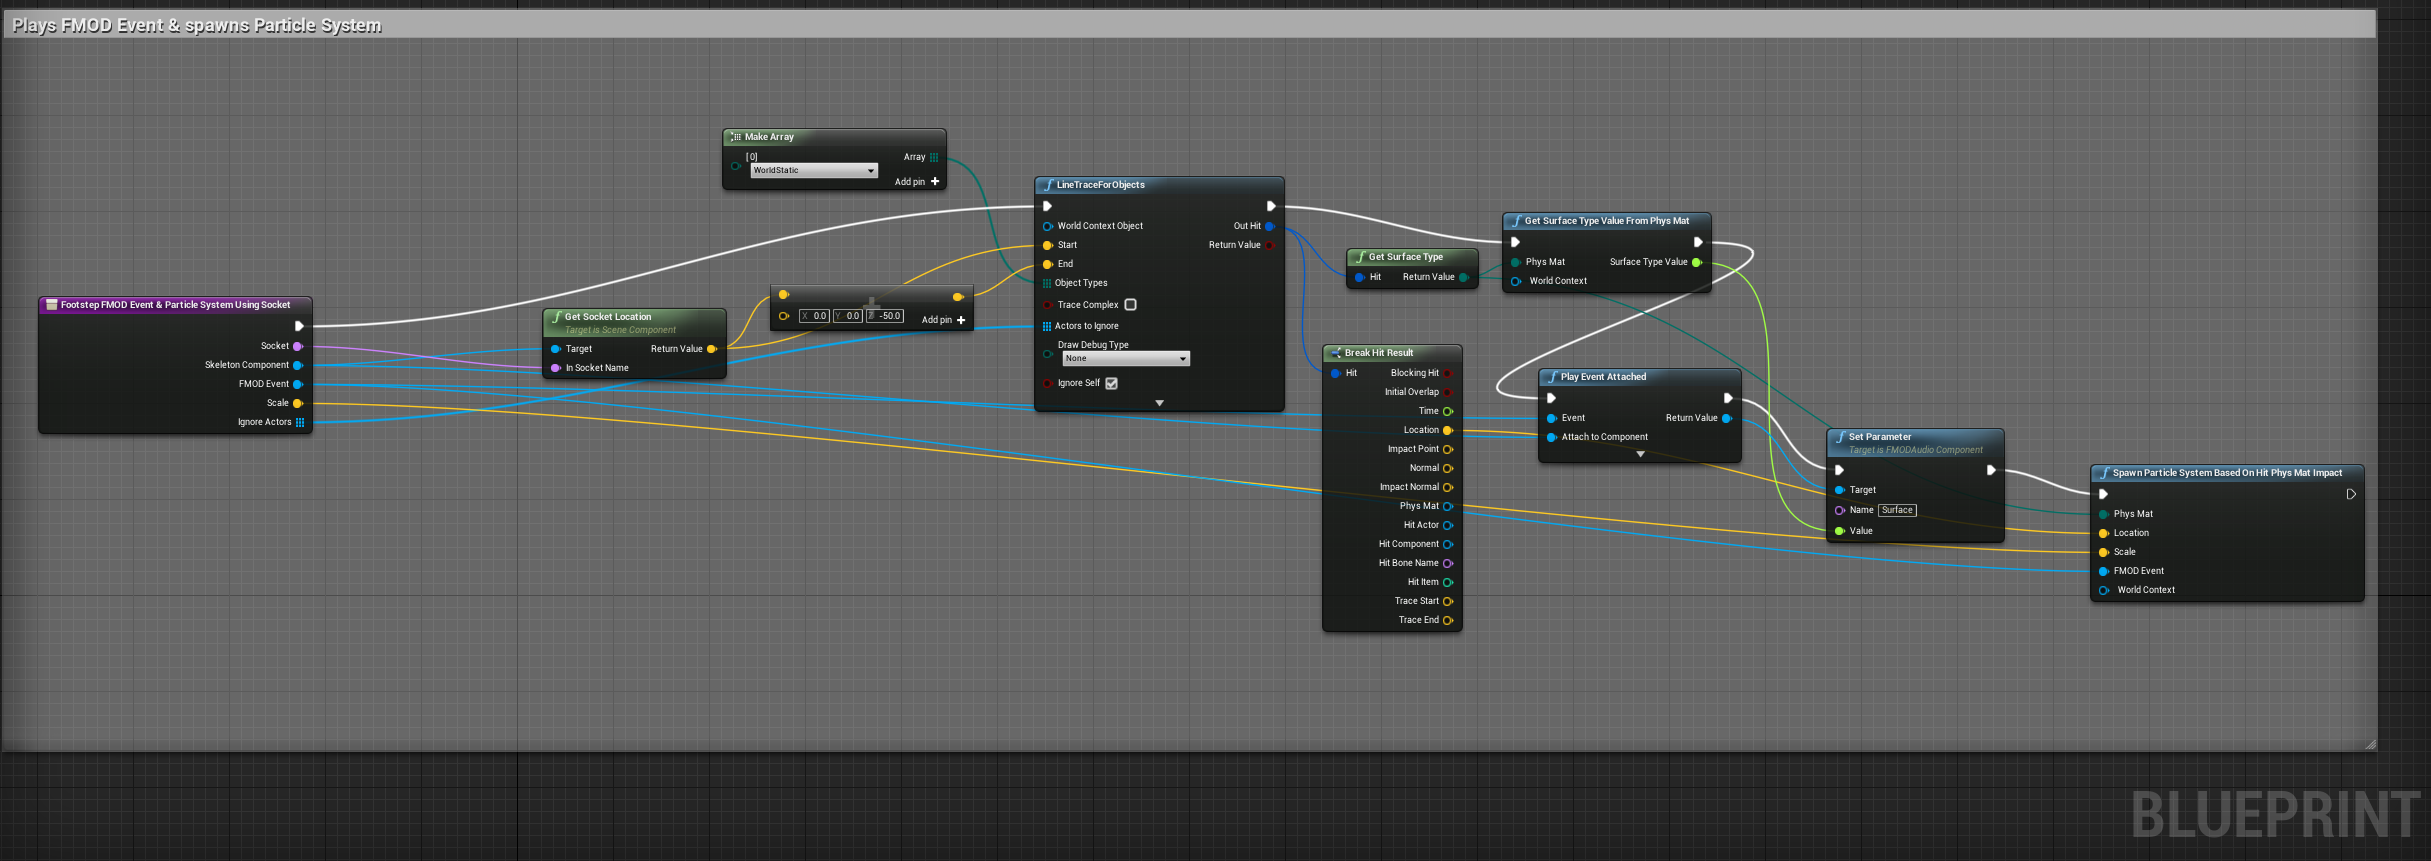 Plays FMOD Event & spawns Particle System
Footstep FMOD Event & Particle System Using Socket
Socket
Skeleton Component
FMOD Event
Scale
Ignore Actors
Get Socket Location
Target is Scene Component
Target
Return Value
In Socket Name
Make Array
[0]
Array
WorldStatic
Add pin
X 0.0 Y 0.0 Z -50.0
Add pin
LineTraceForObjects
World Context Object
Out Hit
Start
Return Value
End
Object Types
Trace Complex
Actors to Ignore
Draw Debug Type
None
Ignore Self
Get Surface Type
Hit
Return Value
Break Hit Result
Hit
Blocking Hit
Initial Overlap
Time
Location
Impact Point
Normal
Impact Normal
Phys Mat
Hit Actor
Hit Component
Hit Bone Name
Hit Item
Trace Start
Trace End
Get Surface Type Value From Phys Mat
Phys Mat
Surface Type Value
World Context
Play Event Attached
Event
Return Value
Attach to Component
Set Parameter
Target is FMODAudio Component
Target
Name Surface
Value
Spawn Particle System Based On Hit Phys Mat Impact
Phys Mat
Location
Scale
FMOD Event
World Context
BLUEPRINT